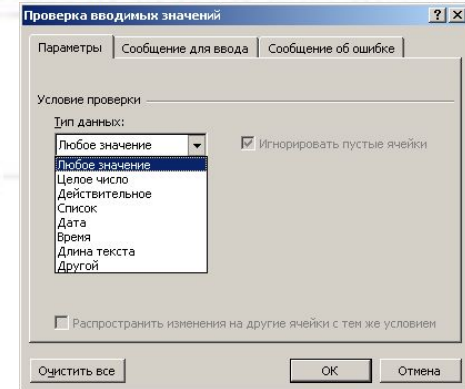 Проверка вводимых значений
Параметры Сообщение для ввода Сообщение об ошибке
Условие проверки
Тип данных:
Любое значение Игнорировать пустые ячейки
Любое значение
Целое число
Действительное
Список
Дата
Время
Длина текста
Другой
Распространить изменения на другие ячейки с тем же условием
Очистить все ОК Отмена